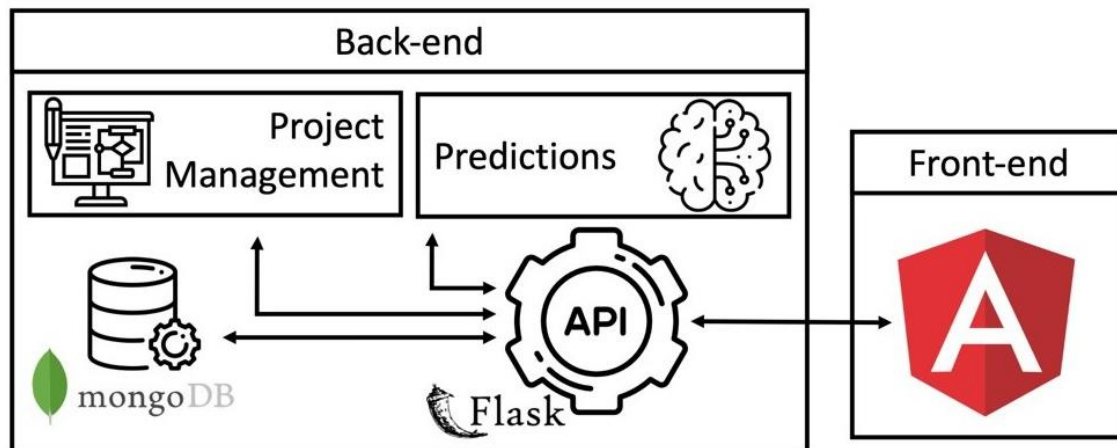 Back-end
Project
Management
Predictions
Front-end
API
A
mongoDB
Flask